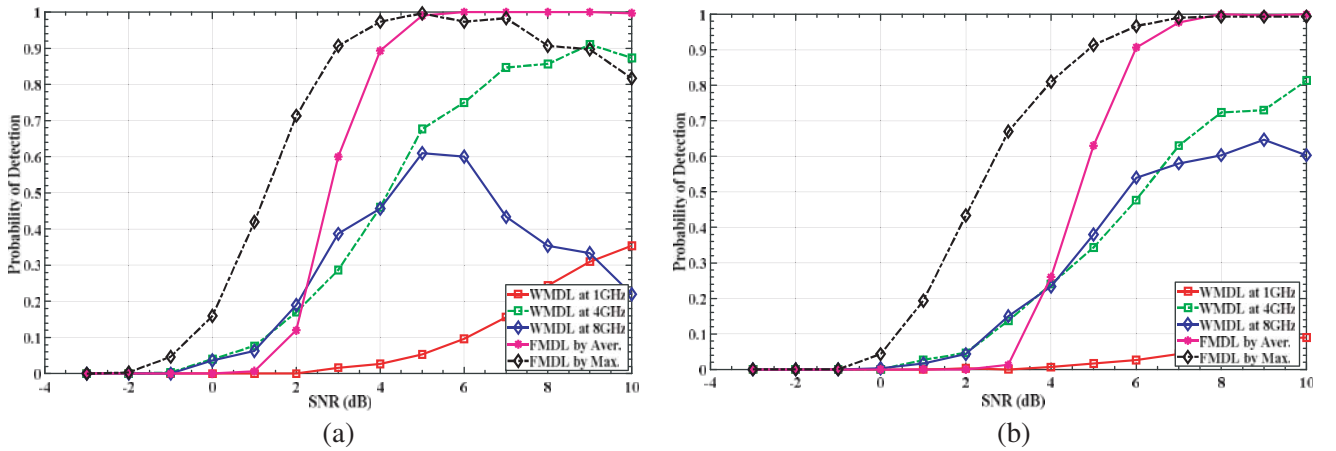 1
0.9
0.8
0.7
0.6
0.5
0.4
0.3
0.2
0.1
0
-4
-2
0
2
4
6
8
10
Probability of Detection
SNR (dB)
WMDL at 1GHz
WMDL at 4GHz
WMDL at 8GHz
FMDL by Aver.
FMDL by Max.
(a)
1
0.9
0.8
0.7
0.6
0.5
0.4
0.3
0.2
0.1
0
-4
-2
0
2
4
6
8
10
Probability of Detection
SNR (dB)
WMDL at 1GHz
WMDL at 4GHz
WMDL at 8GHz
FMDL by Aver.
FMDL by Max.
(b)